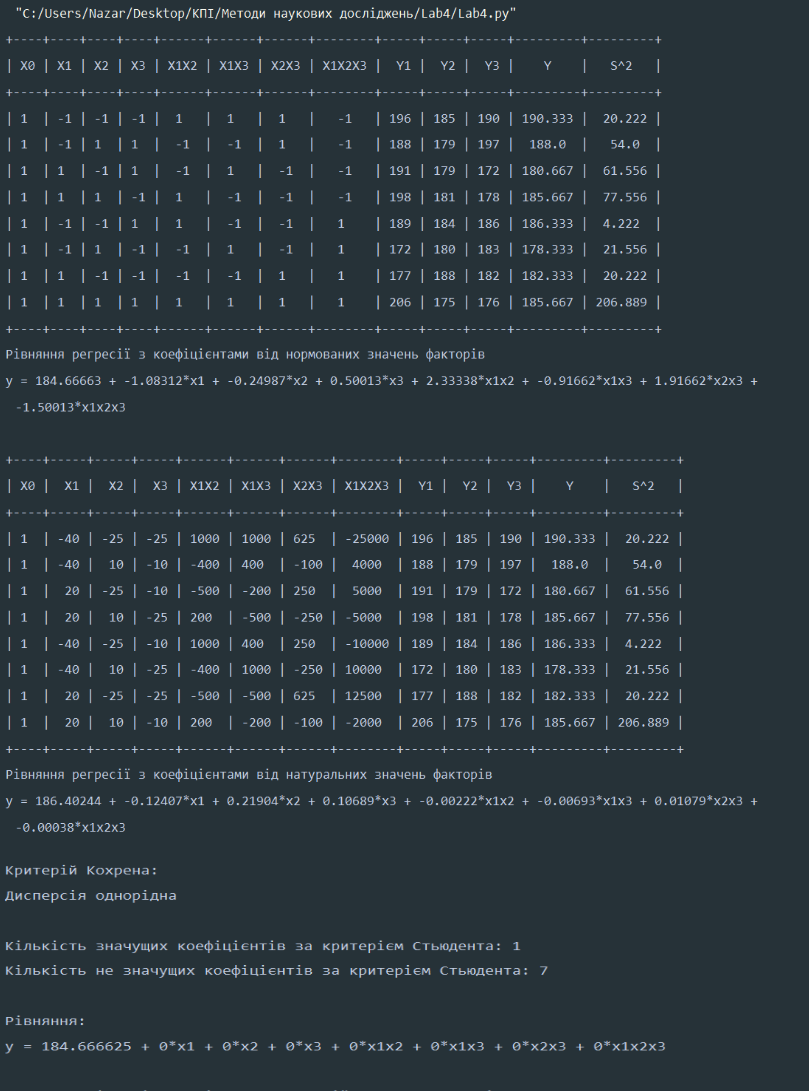 "C:/Users/Nazar/Desktop/КПІ/Методи наукових досліджень/Lab4/Lab4.py"
+----+----+----+----+------+------+------+--------+-----+-----+-----+---------+---------+
| X0 | X1 | X2 | X3 | X1X2 | X1X3 | X2X3 | X1X2X3 | Y1 | Y2 | Y3 | Y | S^2 |
+----+----+----+----+------+------+------+--------+-----+-----+-----+---------+---------+
| 1 | -1 | -1 | -1 | 1 | 1 | 1 | -1 | 196 | 185 | 190 | 190.333 | 20.222 |
| 1 | -1 | 1 | 1 | -1 | -1 | 1 | -1 | 188 | 179 | 197 | 188.0 | 54.0 |
| 1 | 1 | -1 | 1 | -1 | 1 | -1 | -1 | 191 | 179 | 172 | 180.667 | 61.556 |
| 1 | 1 | 1 | -1 | 1 | -1 | -1 | -1 | 198 | 181 | 178 | 185.667 | 77.556 |
| 1 | -1 | -1 | 1 | 1 | -1 | -1 | 1 | 189 | 184 | 186 | 186.333 | 4.222 |
| 1 | -1 | 1 | -1 | -1 | 1 | -1 | 1 | 172 | 180 | 183 | 178.333 | 21.556 |
| 1 | 1 | -1 | -1 | -1 | -1 | 1 | 1 | 177 | 188 | 182 | 182.333 | 20.222 |
| 1 | 1 | 1 | 1 | 1 | 1 | 1 | 1 | 206 | 175 | 176 | 185.667 | 206.889 |
+----+----+----+----+------+------+------+--------+-----+-----+-----+---------+---------+
Рівняння регресії з коефіцієнтами від нормованих значень факторів
y = 184.66663 + -1.08312*x1 + -0.24987*x2 + 0.50013*x3 + 2.33338*x1x2 + -0.91662*x1x3 + 1.91662*x2x3 +
-1.50013*x1x2x3
+----+-----+-----+-----+------+------+------+--------+-----+-----+-----+---------+---------+
| X0 | X1 | X2 | X3 | X1X2 | X1X3 | X2X3 | X1X2X3 | Y1 | Y2 | Y3 | Y | S^2 |
+----+-----+-----+-----+------+------+------+--------+-----+-----+-----+---------+---------+
| 1 | -40 | -25 | -25 | 1000 | 1000 | 625 | -25000 | 196 | 185 | 190 | 190.333 | 20.222 |
| 1 | -40 | 10 | -10 | -400 | 400 | -100 | 4000 | 188 | 179 | 197 | 188.0 | 54.0 |
| 1 | 20 | -25 | -10 | -500 | -200 | 250 | 5000 | 191 | 179 | 172 | 180.667 | 61.556 |
| 1 | 20 | 10 | -25 | 200 | -500 | -250 | -5000 | 198 | 181 | 178 | 185.667 | 77.556 |
| 1 | -40 | -25 | -10 | 1000 | 400 | 250 | -10000 | 189 | 184 | 186 | 186.333 | 4.222 |
| 1 | -40 | 10 | -25 | -400 | 1000 | -250 | 10000 | 172 | 180 | 183 | 178.333 | 21.556 |
| 1 | 20 | -25 | -25 | -500 | -500 | 625 | 12500 | 177 | 188 | 182 | 182.333 | 20.222 |
| 1 | 20 | 10 | -10 | 200 | -200 | -100 | -2000 | 206 | 175 | 176 | 185.667 | 206.889 |
+----+-----+-----+-----+------+------+------+--------+-----+-----+-----+---------+---------+
Рівняння регресії з коефіцієнтами від натуральних значень факторів
y = 186.40244 + -0.12407*x1 + 0.21904*x2 + 0.10689*x3 + -0.00222*x1x2 + -0.00693*x1x3 + 0.01079*x2x3 +
-0.00038*x1x2x3
Критерій Кохрена:
Дисперсія однорідна
Кількість значущих коефіцієнтів за критерієм Стьюдента: 1
Кількість не значущих коефіцієнтів за критерієм Стьюдента: 7
Рівняння:
y = 184.666625 + 0*x1 + 0*x2 + 0*x3 + 0*x1x2 + 0*x1x3 + 0*x2x3 + 0*x1x2x3